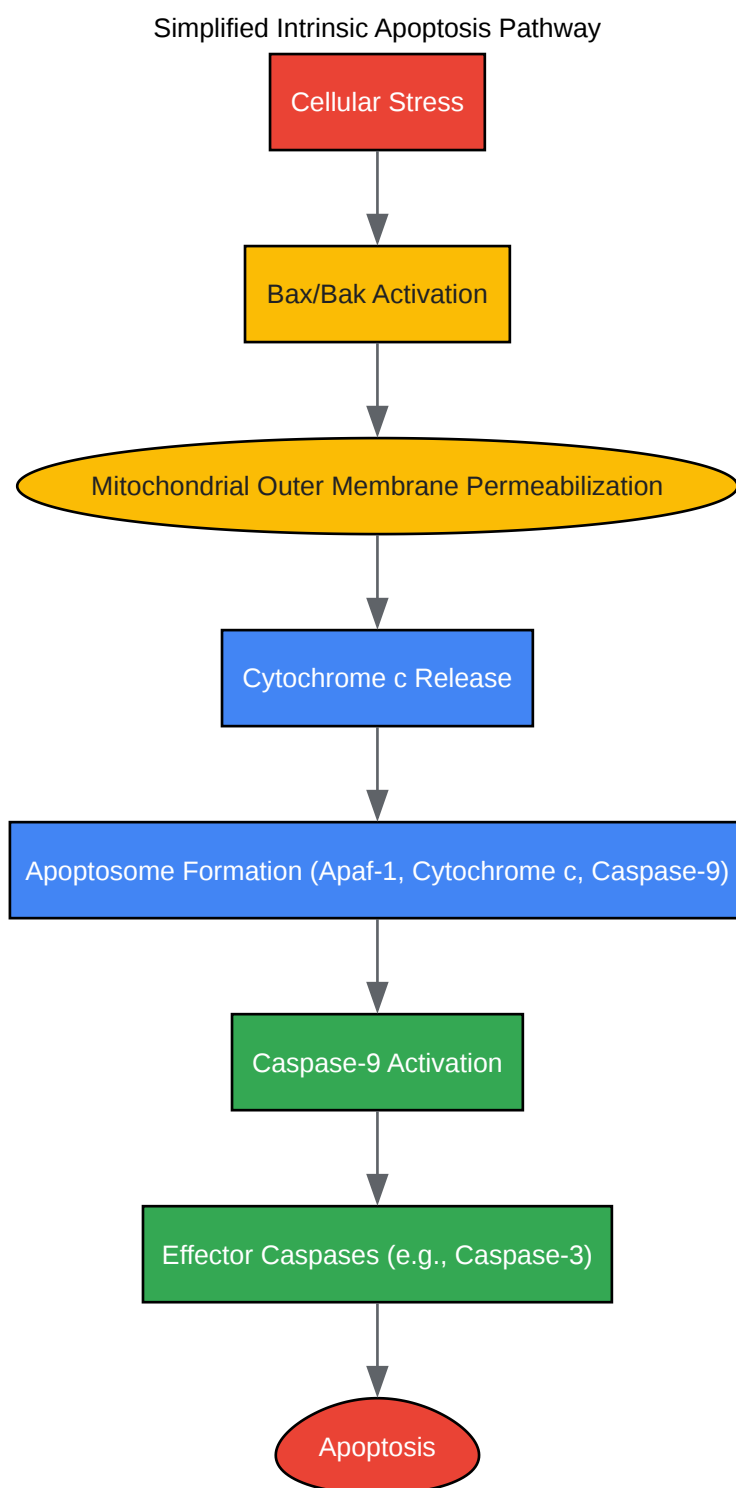 Simplified Intrinsic Apoptosis Pathway
Cellular Stress
Bax/Bak Activation
Mitochondrial Outer Membrane Permeabilization
Cytochrome c Release
Apoptosome Formation (Apaf-1, Cytochrome c, Caspase-9)
Caspase-9 Activation
Effector Caspases (e.g., Caspase-3)
Apoptosis